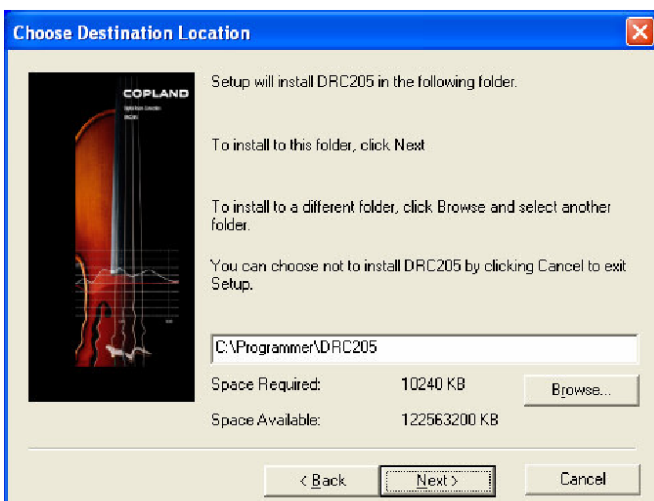 Choose Destination Location
COPLAND
Setup will install DRC205 in the following folder.
To install to this folder, click Next
To install to a different folder, click Browse and select another
folder.
You can choose not to install DRC205 by clicking Cancel to exit
Setup.
C:\Programmer\DRC205
Space Required: 10240 KB
Browse...
Space Available: 122563200 KB
< Back Next > Cancel